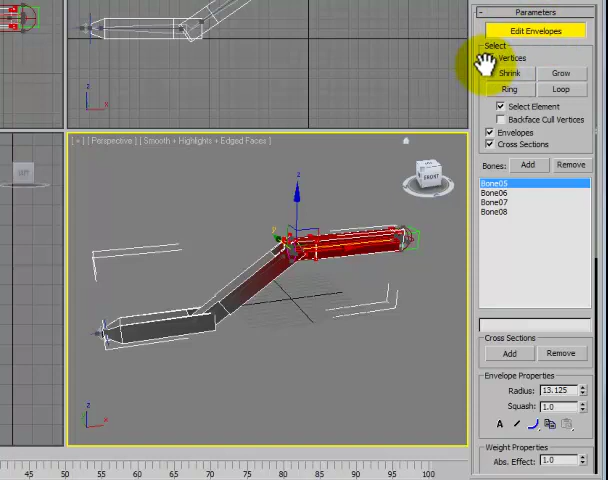 Parameters
Edit Envelopes
Select
Vertices
Shrink Grow
Ring Loop
Select Element
Backface Cull Vertices
Envelopes
Cross Sections
Bones: Add Remove
Bone05
Bone06
Bone07
Bone08
Cross Sections
Add Remove
Envelope Properties
Radius: 13.125
Squash: 1.0
A
Weight Properties
Abs. Effect: 1.0
[ + ] [ Perspective ] [ Smooth + Highlights + Edged Faces ]
FRONT
z
x
z
z
x
45 50 55 60 65 70 75 80 85 90 95 100